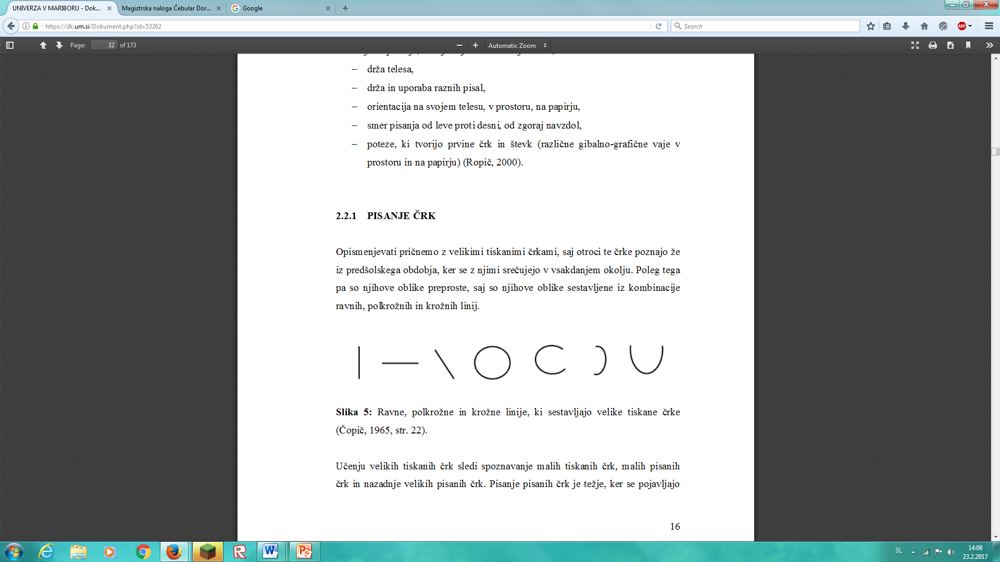 UNIVERZA V MARIBORU - Dok...
Magistrska naloga Čebular Dor...
Google
https://dk.um.si/Dokument.php?id=53262
Search
ABP
Page: 32 of 173
Automatic Zoom
– drža telesa,
– drža in uporaba raznih pisal,
– orientacija na svojem telesu, v prostoru, na papirju,
– smer pisanja od leve proti desni, od zgoraj navzdol,
– poteze, ki tvorijo prvine črk in števk (različne gibalno-grafične vaje v
prostoru in na papirju) (Ropič, 2000).
2.2.1 PISANJE ČRK
Opismenjevati pričnemo z velikimi tiskanimi črkami, saj otroci te črke poznajo že
iz predšolskega obdobja, ker se z njimi srečujejo v vsakdanjem okolju. Poleg tega
pa so njihove oblike preproste, saj so njihove oblike sestavljene iz kombinacije
ravnih, polkrožnih in krožnih linij.
Slika 5: Ravne, polkrožne in krožne linije, ki sestavljajo velike tiskane črke
(Čopič, 1965, str. 22).
Učenju velikih tiskanih črk sledi spoznavanje malih tiskanih črk, malih pisanih
črk in nazadnje velikih pisanih črk. Pisanje pisanih črk je težje, ker se pojavljajo
16
SL
14:08
23.2.2017